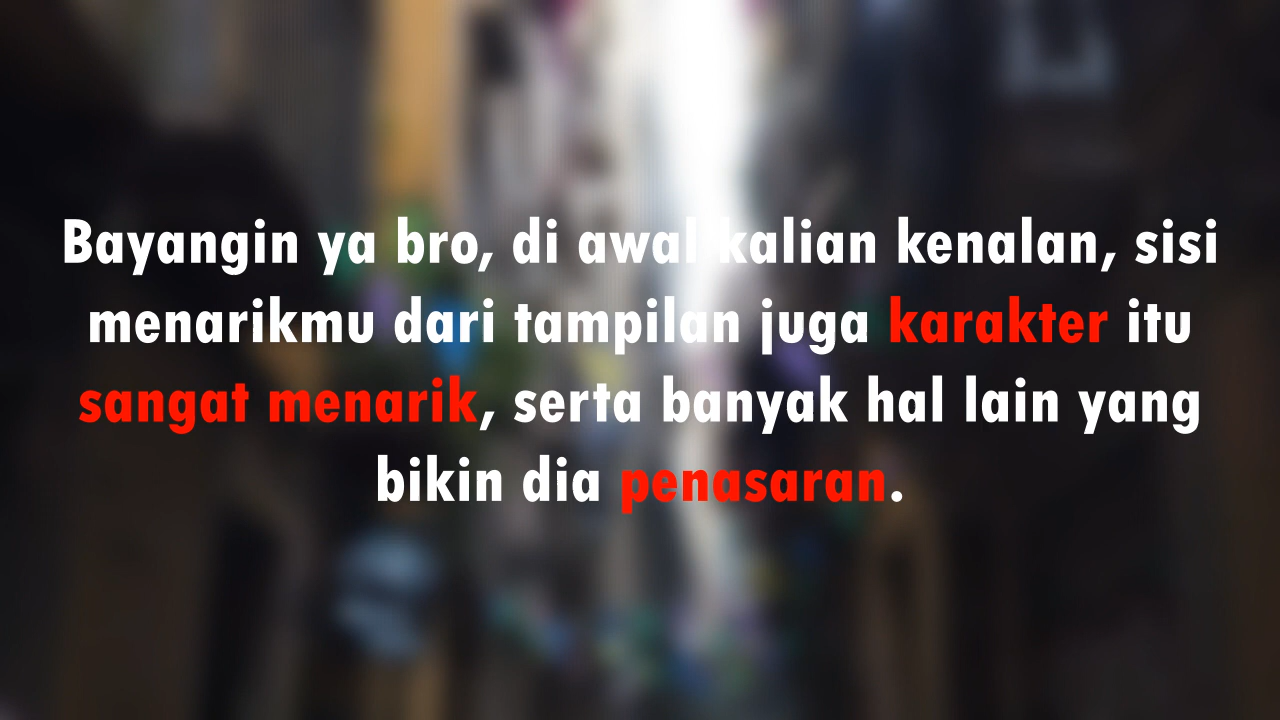 Bayangin ya bro, di awal kalian kenalan, sisi
menarikmu dari tampilan juga karakter itu
sangat menarik, serta banyak hal lain yang
bikin dia penasaran.